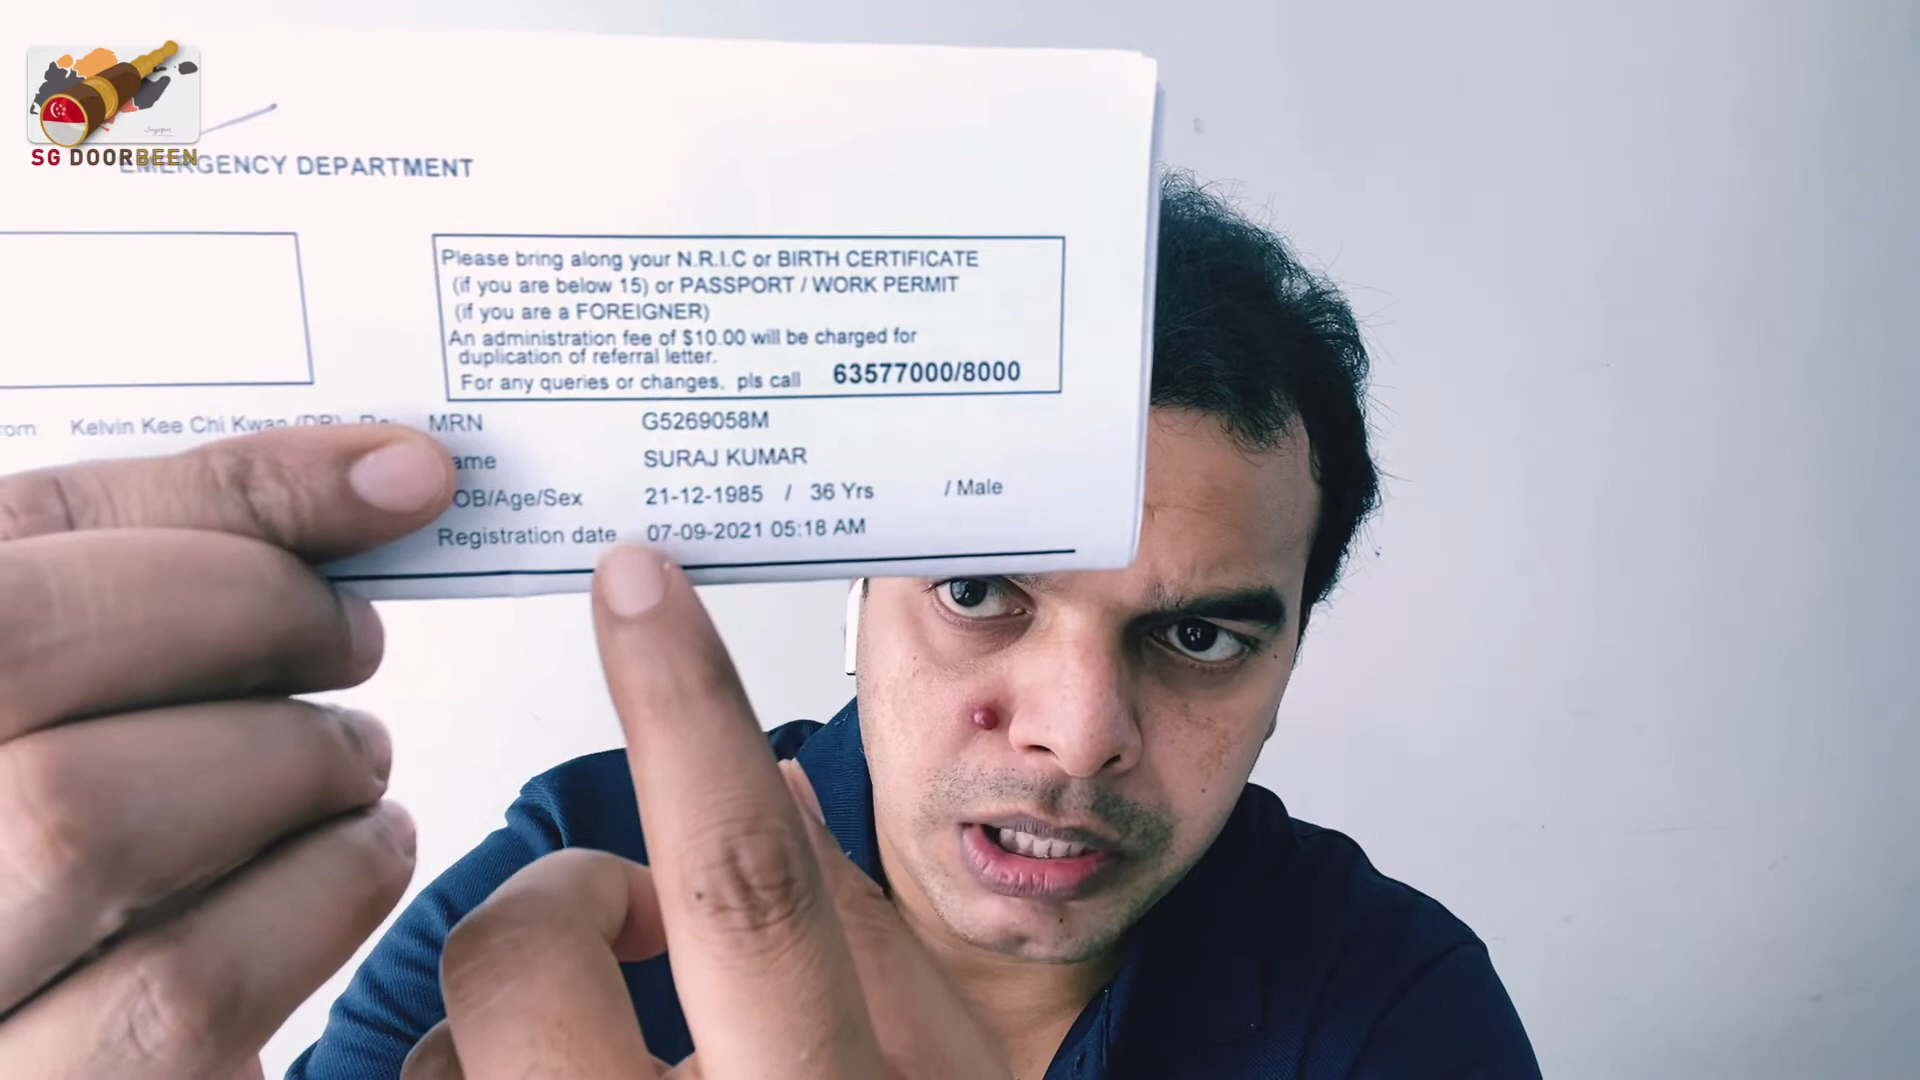 SG DOORBEEN
EMERGENCY DEPARTMENT
Please bring along your N.R.I.C or BIRTH CERTIFICATE
(if you are below 15) or PASSPORT / WORK PERMIT
(if you are a FOREIGNER)
An administration fee of $10.00 will be charged for
duplication of referral letter.
For any queries or changes, pls call 63577000/8000
rom Kelvin Kee Chi Kwan (DR) MRN G5269058M
ame SURAJ KUMAR
OB/Age/Sex 21-12-1985 / 36 Yrs / Male
Registration date 07-09-2021 05:18 AM